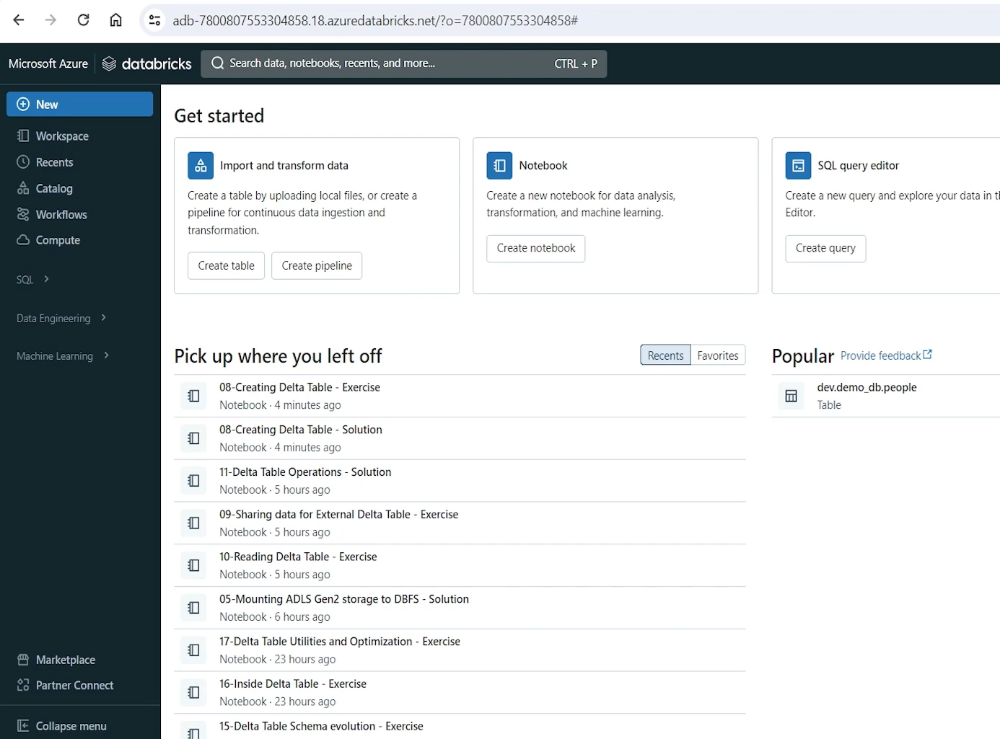 adb-7800807553304858.18.azuredatabricks.net/?o=7800807553304858#
Microsoft Azure
databricks
Search data, notebooks, recents, and more...
CTRL + P
New
Workspace
Recents
Catalog
Workflows
Compute
SQL
Data Engineering
Machine Learning
Marketplace
Partner Connect
Collapse menu
Get started
Import and transform data
Create a table by uploading local files, or create a
pipeline for continuous data ingestion and
transformation.
Create table
Create pipeline
Notebook
Create a new notebook for data analysis,
transformation, and machine learning.
Create notebook
SQL query editor
Create a new query and explore your data in
Editor.
Create query
Pick up where you left off
Recents
Favorites
08-Creating Delta Table - Exercise
Notebook · 4 minutes ago
08-Creating Delta Table - Solution
Notebook · 4 minutes ago
11-Delta Table Operations - Solution
Notebook · 5 hours ago
09-Sharing data for External Delta Table - Exercise
Notebook · 5 hours ago
10-Reading Delta Table - Exercise
Notebook · 5 hours ago
05-Mounting ADLS Gen2 storage to DBFS - Solution
Notebook · 6 hours ago
17-Delta Table Utilities and Optimization - Exercise
Notebook · 23 hours ago
16-Inside Delta Table - Exercise
Notebook · 23 hours ago
15-Delta Table Schema evolution - Exercise
Popular
Provide feedback
dev.demo_db.people
Table